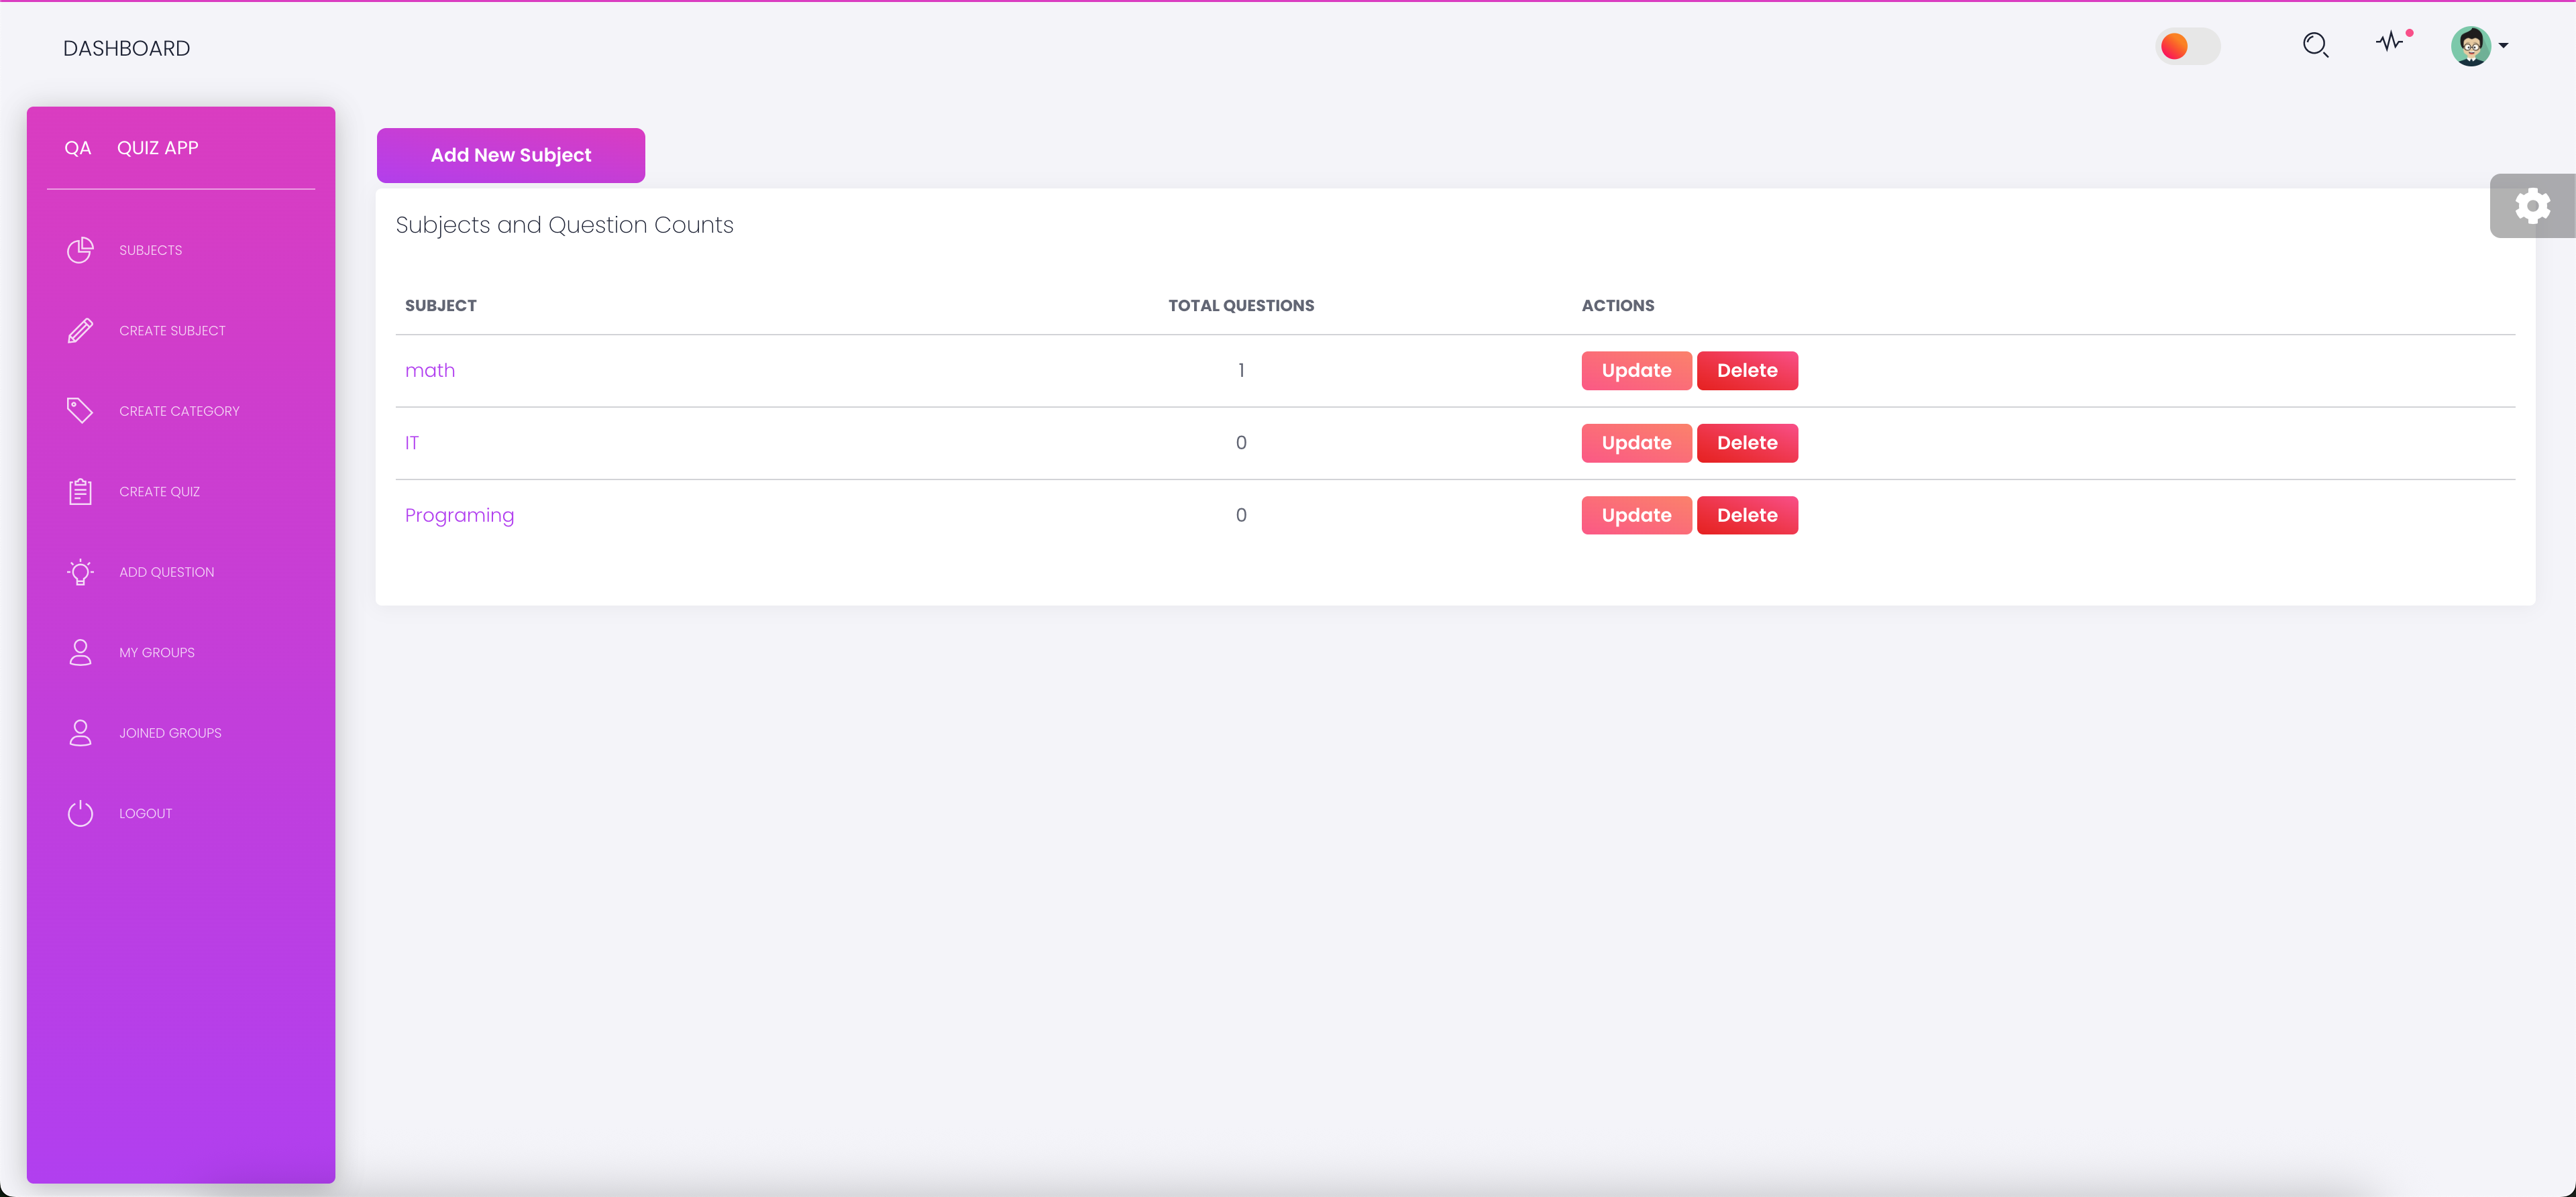 DASHBOARD
QA QUIZ APP
SUBJECTS
CREATE SUBJECT
CREATE CATEGORY
CREATE QUIZ
ADD QUESTION
MY GROUPS
JOINED GROUPS
LOGOUT
Add New Subject
Subjects and Question Counts
SUBJECT TOTAL QUESTIONS ACTIONS
math 1 Update Delete
IT 0 Update Delete
Programing 0 Update Delete